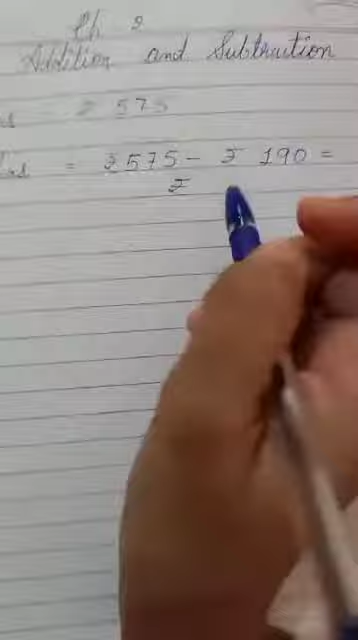 Ch 2
Addition and Subtraction
₹ 575
= ₹ 575 - ₹ 190 =
₹